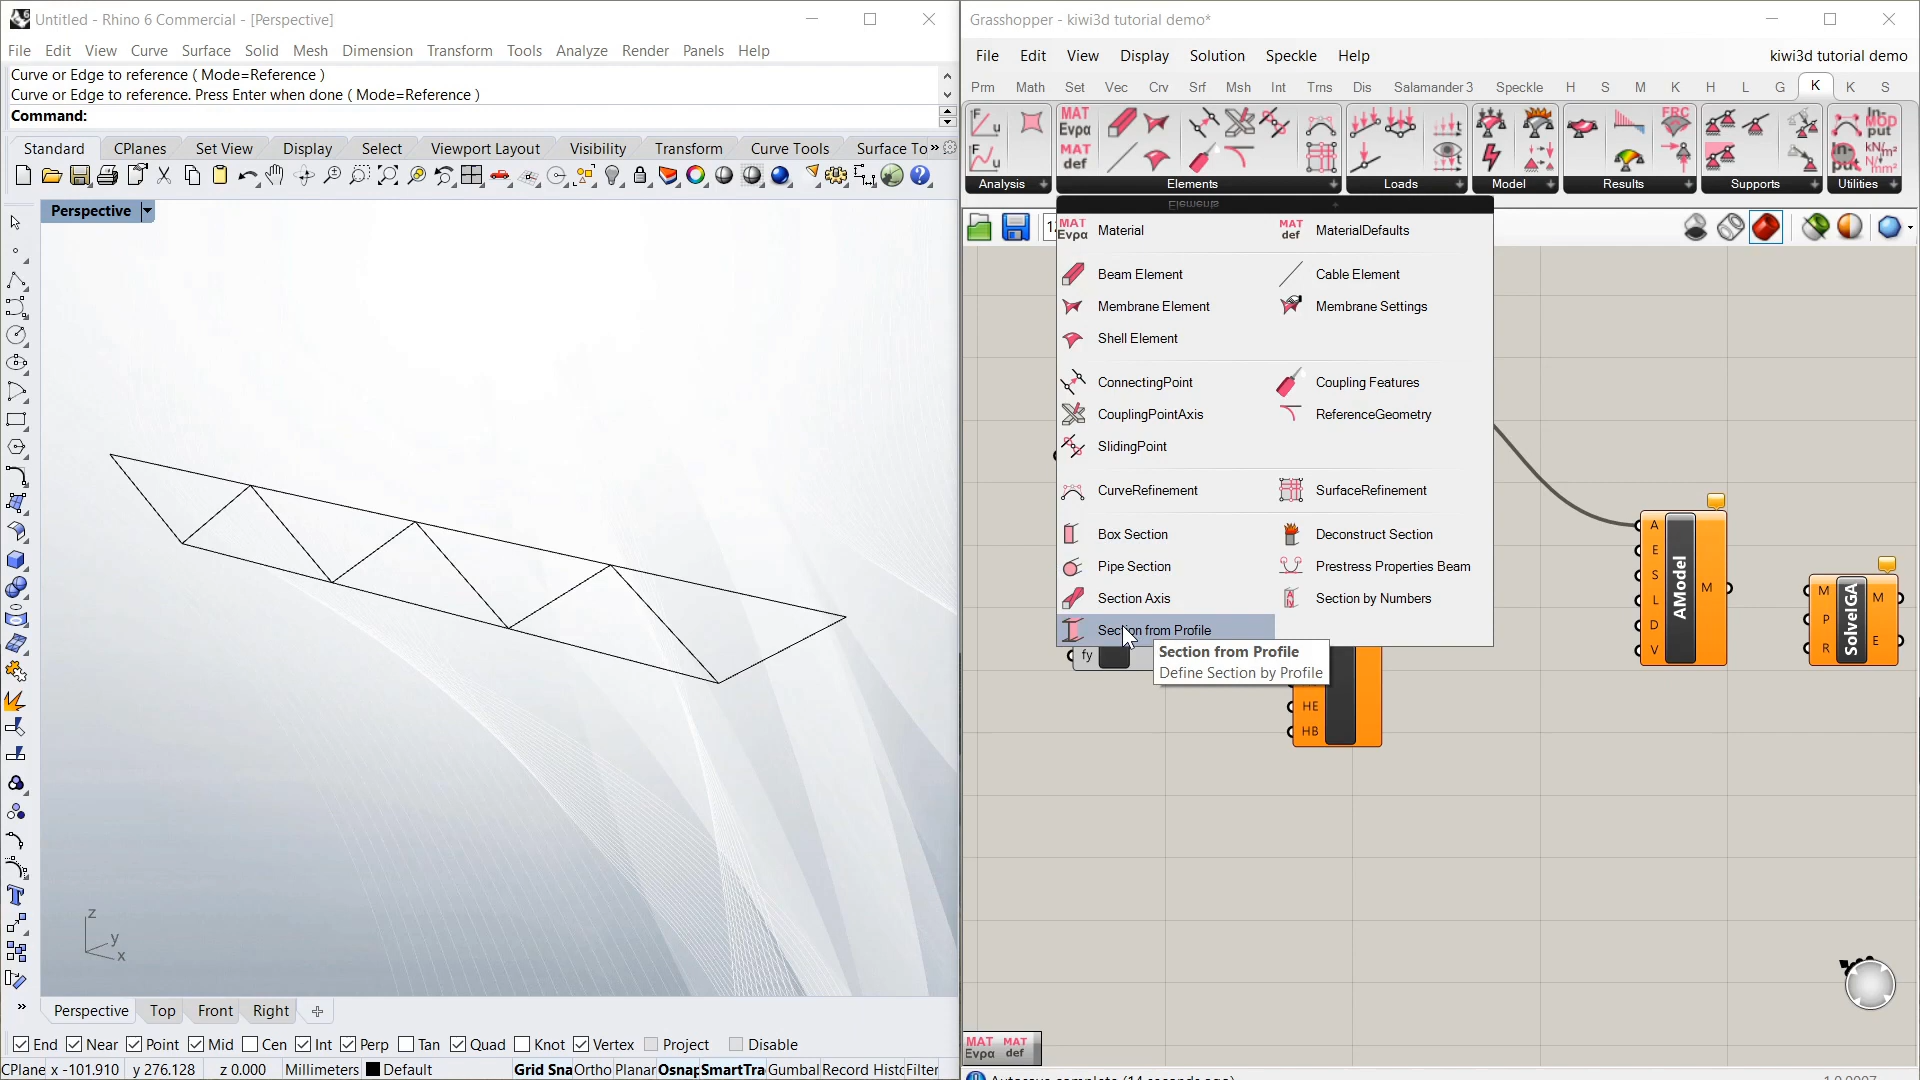 Untitled - Rhino 6 Commercial - [Perspective]
File Edit View Curve Surface Solid Mesh Dimension Transform Tools Analyze Render Panels Help
Curve or Edge to reference ( Mode=Reference )
Curve or Edge to reference. Press Enter when done ( Mode=Reference )
Command:
Standard CPlanes Set View Display Select Viewport Layout Visibility Transform Curve Tools Surface To »
Perspective
z
y
x
Perspective Top Front Right
End Near Point Mid Cen Int Perp Tan Quad Knot Vertex Project Disable
CPlane x -101.910 y 276.128 z 0.000 Millimeters Default Grid Sna Ortho Planar Osnap SmartTra Gumbal Record Histo Filter
Grasshopper - kiwi3d tutorial demo*
File Edit View Display Solution Speckle Help kiwi3d tutorial demo
Prm Math Set Vec Crv Srf Msh Int Trns Dis Salamander 3 Speckle H S M K H L G K K S
Analysis Elements Loads Model Results Supports Utilities
Elements
Material MaterialDefaults
Beam Element Cable Element
Membrane Element Membrane Settings
Shell Element
ConnectingPoint Coupling Features
CouplingPointAxis ReferenceGeometry
SlidingPoint
CurveRefinement SurfaceRefinement
Box Section Deconstruct Section
Pipe Section Prestress Properties Beam
Section Axis Section by Numbers
Section from Profile
Section from Profile
Define Section by Profile
fy
HE
HB
A
E
S
L
D
V
AModel
M
M
P
R
SolveIGA
M
E